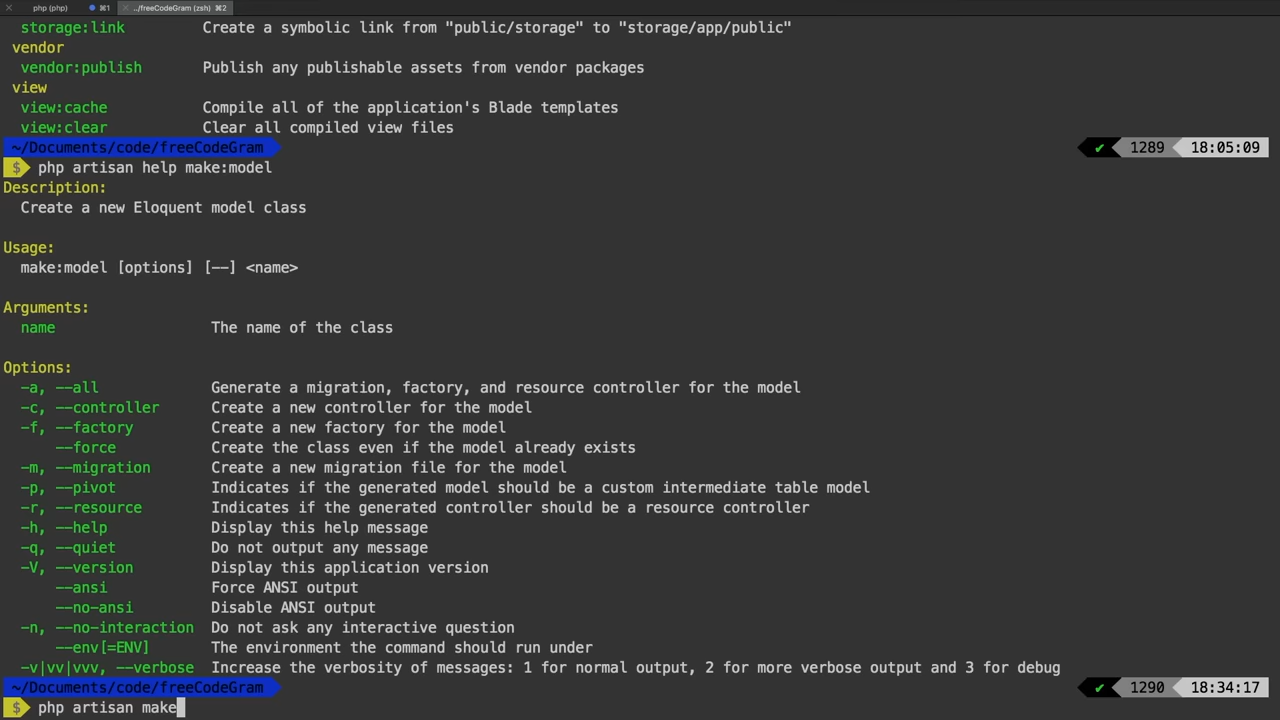 php (php) ⌘1 ../freeCodeGram (zsh) ⌘2
storage:link Create a symbolic link from "public/storage" to "storage/app/public"
vendor
vendor:publish Publish any publishable assets from vendor packages
view
view:cache Compile all of the application's Blade templates
view:clear Clear all compiled view files
~/Documents/code/freeCodeGram ✔ 1289 18:05:09
$ php artisan help make:model
Description:
Create a new Eloquent model class
Usage:
make:model [options] [--] <name>
Arguments:
name The name of the class
Options:
-a, --all Generate a migration, factory, and resource controller for the model
-c, --controller Create a new controller for the model
-f, --factory Create a new factory for the model
--force Create the class even if the model already exists
-m, --migration Create a new migration file for the model
-p, --pivot Indicates if the generated model should be a custom intermediate table model
-r, --resource Indicates if the generated controller should be a resource controller
-h, --help Display this help message
-q, --quiet Do not output any message
-V, --version Display this application version
--ansi Force ANSI output
--no-ansi Disable ANSI output
-n, --no-interaction Do not ask any interactive question
--env[=ENV] The environment the command should run under
-v|vv|vvv, --verbose Increase the verbosity of messages: 1 for normal output, 2 for more verbose output and 3 for debug
~/Documents/code/freeCodeGram ✔ 1290 18:34:17
$ php artisan make